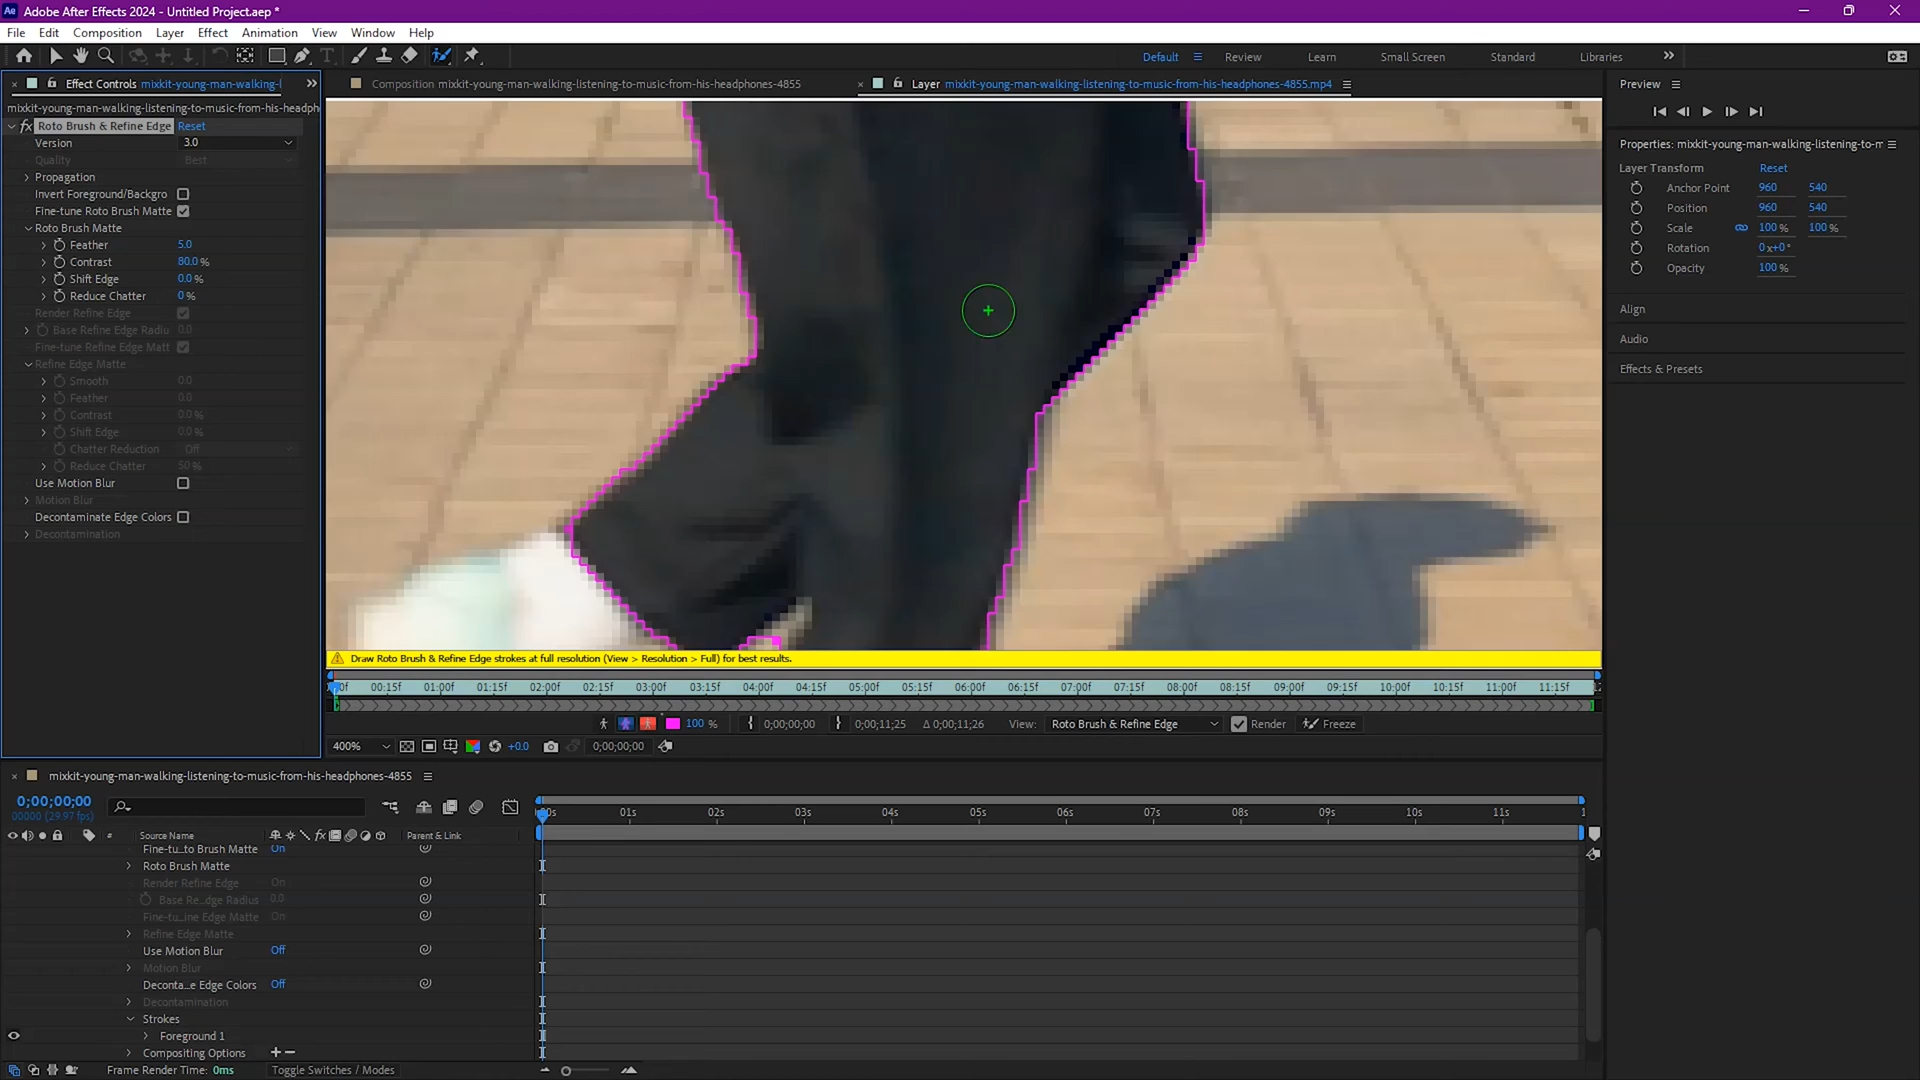 Adobe After Effects 2024 - Untitled Project.aep *
File Edit Composition Layer Effect Animation View Window Help
Default Review Learn Small Screen Standard Libraries
Effect Controls mixkit-young-man-walking-l
Composition mixkit-young-man-walking-listening-to-music-from-his-headphones-4855
Layer mixkit-young-man-walking-listening-to-music-from-his-headphones-4855.mp4
Preview
mixkit-young-man-walking-listening-to-music-from-his-headph
fx Roto Brush & Refine Edge Reset
Version 3.0
Quality Best
Propagation
Invert Foreground/Backgro
Fine-tune Roto Brush Matte
Roto Brush Matte
Feather 5.0
Contrast 80.0 %
Shift Edge 0.0 %
Reduce Chatter 0 %
Render Refine Edge
Base Refine Edge Radiu 0.0
Fine-tune Refine Edge Matt
Refine Edge Matte
Smooth 0.0
Feather 0.0
Contrast 0.0 %
Shift Edge 0.0 %
Chatter Reduction Off
Reduce Chatter 50 %
Use Motion Blur
Motion Blur
Decontaminate Edge Colors
Decontamination
Properties: mixkit-young-man-walking-listening-to-m
Layer Transform Reset
Anchor Point 960 540
Position 960 540
Scale 100 % 100 %
Rotation 0 x+0 °
Opacity 100 %
Align
Audio
Effects & Presets
Draw Roto Brush & Refine Edge strokes at full resolution (View > Resolution > Full) for best results.
00f 00:15f 01:00f 01:15f 02:00f 02:15f 03:00f 03:15f 04:00f 04:15f 05:00f 05:15f 06:00f 06:15f 07:00f 07:15f 08:00f 08:15f 09:00f 09:15f 10:00f 10:15f 11:00f 11:15f
100 % 0;00;00;00 0;00;11;25 Δ 0;00;11;26 View: Roto Brush & Refine Edge Render Freeze
400% +0.0 0;00;00;00
mixkit-young-man-walking-listening-to-music-from-his-headphones-4855
0;00;00;00
00000 (29.97 fps)
# Source Name fx Parent & Link
00s 01s 02s 03s 04s 05s 06s 07s 08s 09s 10s 11s 1
Fine-tu...to Brush Matte On
Roto Brush Matte
Render Refine Edge On
Base Re...dge Radius 0.0
Fine-tu...ine Edge Matte On
Refine Edge Matte
Use Motion Blur Off
Motion Blur
Deconta...e Edge Colors Off
Decontamination
Strokes
Foreground 1
Compositing Options + −
Frame Render Time: 0ms Toggle Switches / Modes